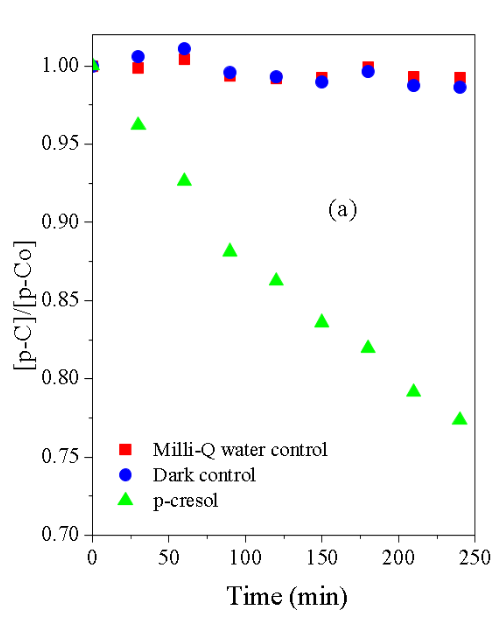 1.00
0.95
0.90
(a)
[p-C]/[p-Co]
0.85
0.80
0.75
Milli-Q water control
Dark control
p-cresol
0.70
0 50 100 150 200 250
Time (min)